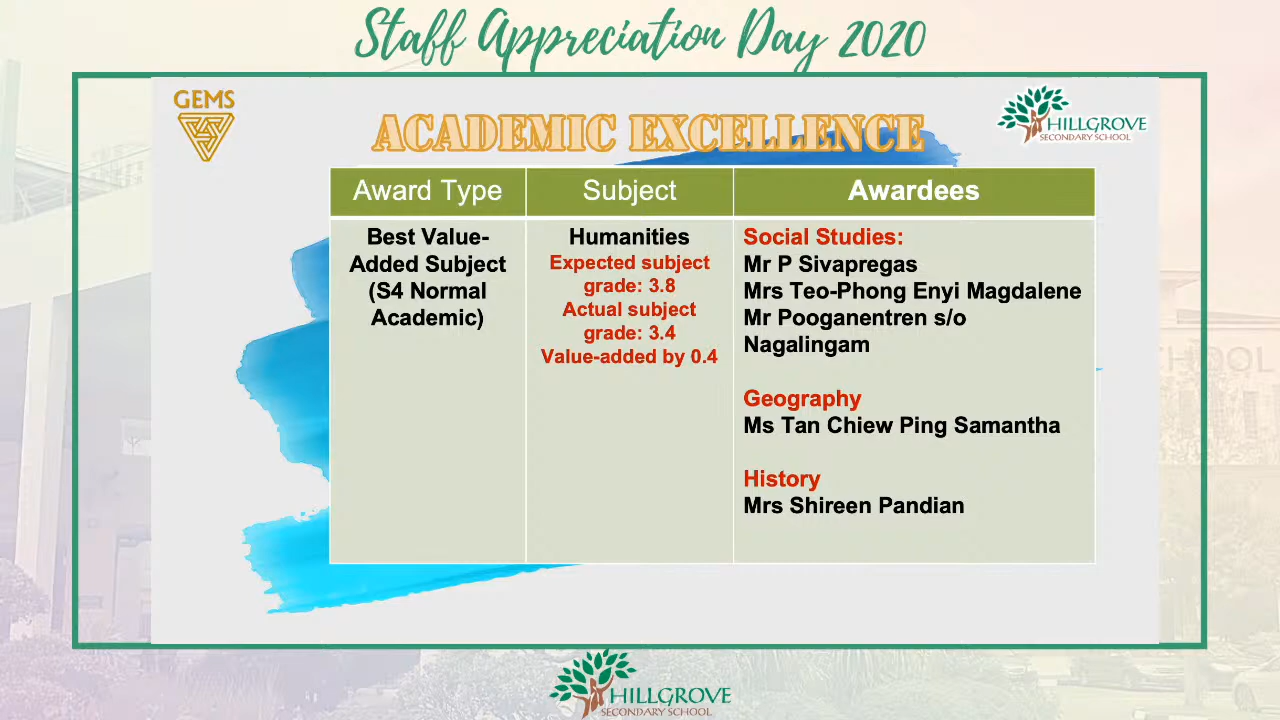 Staff Appreciation Day 2020
GEMS
ACADEMIC EXCELLENCE
HILLGROVE
SECONDARY SCHOOL
Award Type
Subject
Awardees
Best Value-
Added Subject
(S4 Normal
Academic)
Humanities
Expected subject
grade: 3.8
Actual subject
grade: 3.4
Value-added by 0.4
Social Studies:
Mr P Sivapregas
Mrs Teo-Phong Enyi Magdalene
Mr Pooganentren s/o
Nagalingam
Geography
Ms Tan Chiew Ping Samantha
History
Mrs Shireen Pandian
HILLGROVE
SECONDARY SCHOOL